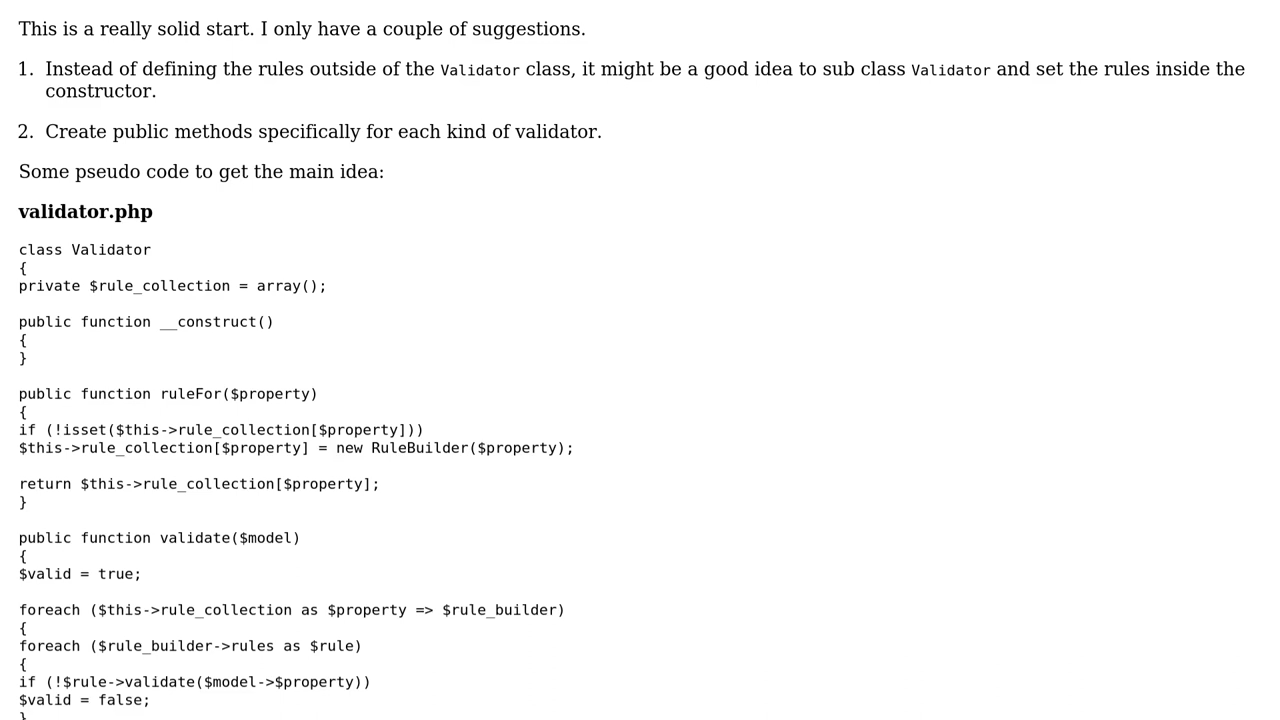 This is a really solid start. I only have a couple of suggestions.
1. Instead of defining the rules outside of the Validator class, it might be a good idea to sub class Validator and set the rules inside the
constructor.
2. Create public methods specifically for each kind of validator.
Some pseudo code to get the main idea:
validator.php
class Validator
{
private $rule_collection = array();
public function __construct()
{
}
public function ruleFor($property)
{
if (!isset($this->rule_collection[$property]))
$this->rule_collection[$property] = new RuleBuilder($property);
return $this->rule_collection[$property];
}
public function validate($model)
{
$valid = true;
foreach ($this->rule_collection as $property => $rule_builder)
{
foreach ($rule_builder->rules as $rule)
{
if (!$rule->validate($model->$property))
$valid = false;
}